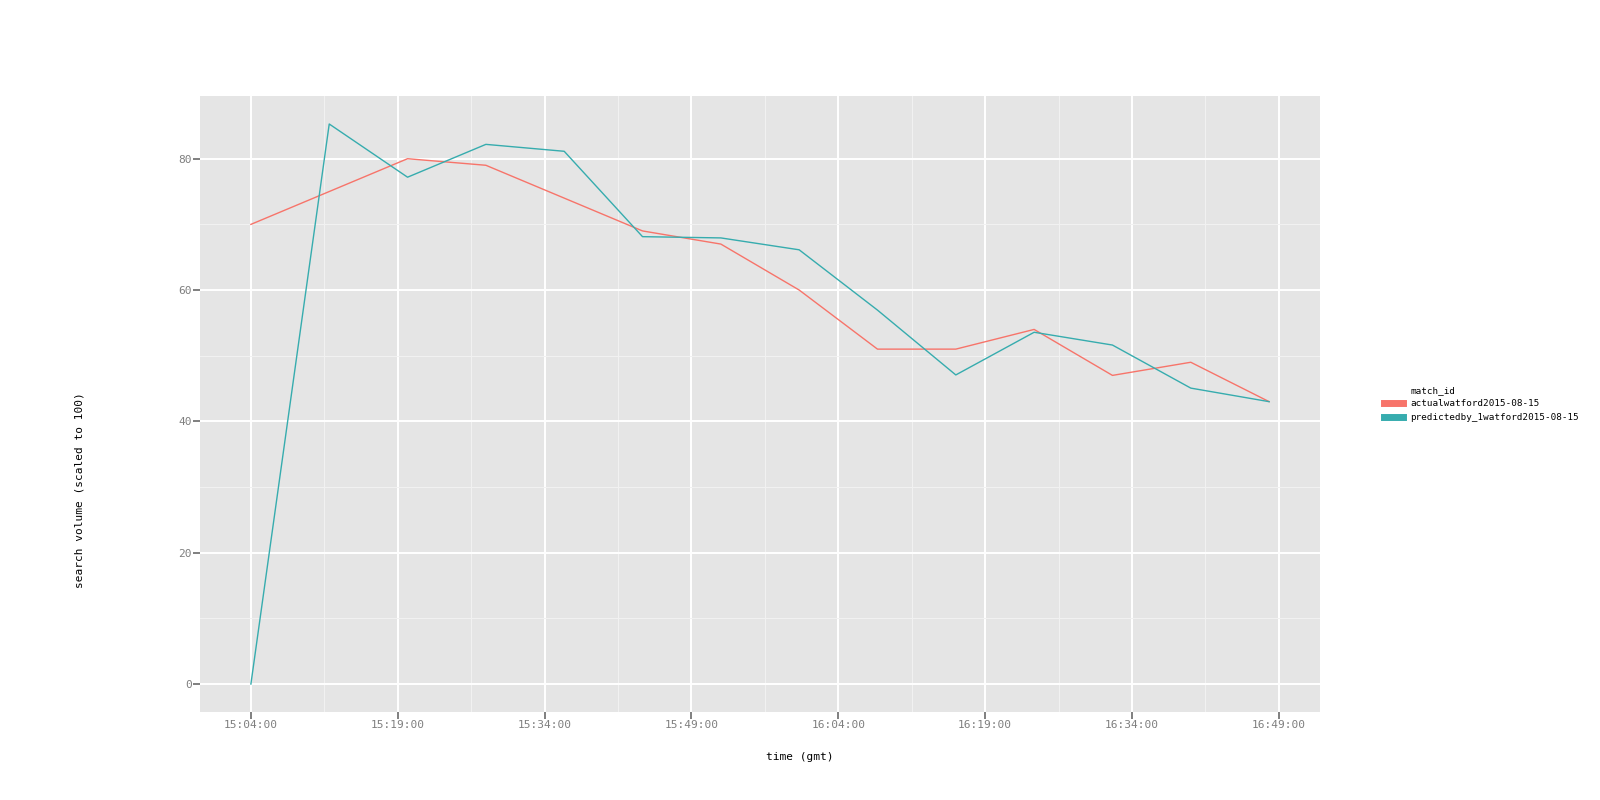 80
60
40
20
0
search volume (scaled to 100)
15:04:00
15:19:00
15:34:00
15:49:00
16:04:00
16:19:00
16:34:00
16:49:00
time (gmt)
match_id
actualwatford2015-08-15
predictedby_1watford2015-08-15